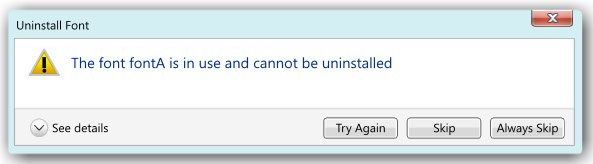 Uninstall Font
The font fontA is in use and cannot be uninstalled
See details
Try Again
Skip
Always Skip